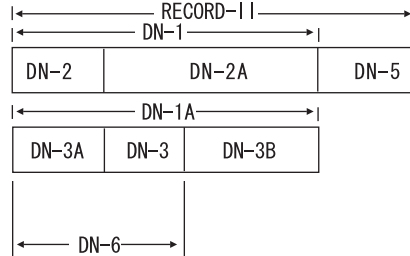 RECORD-II
DN-1
DN-2 DN-2A DN-5
DN-1A
DN-3A DN-3 DN-3B
DN-6